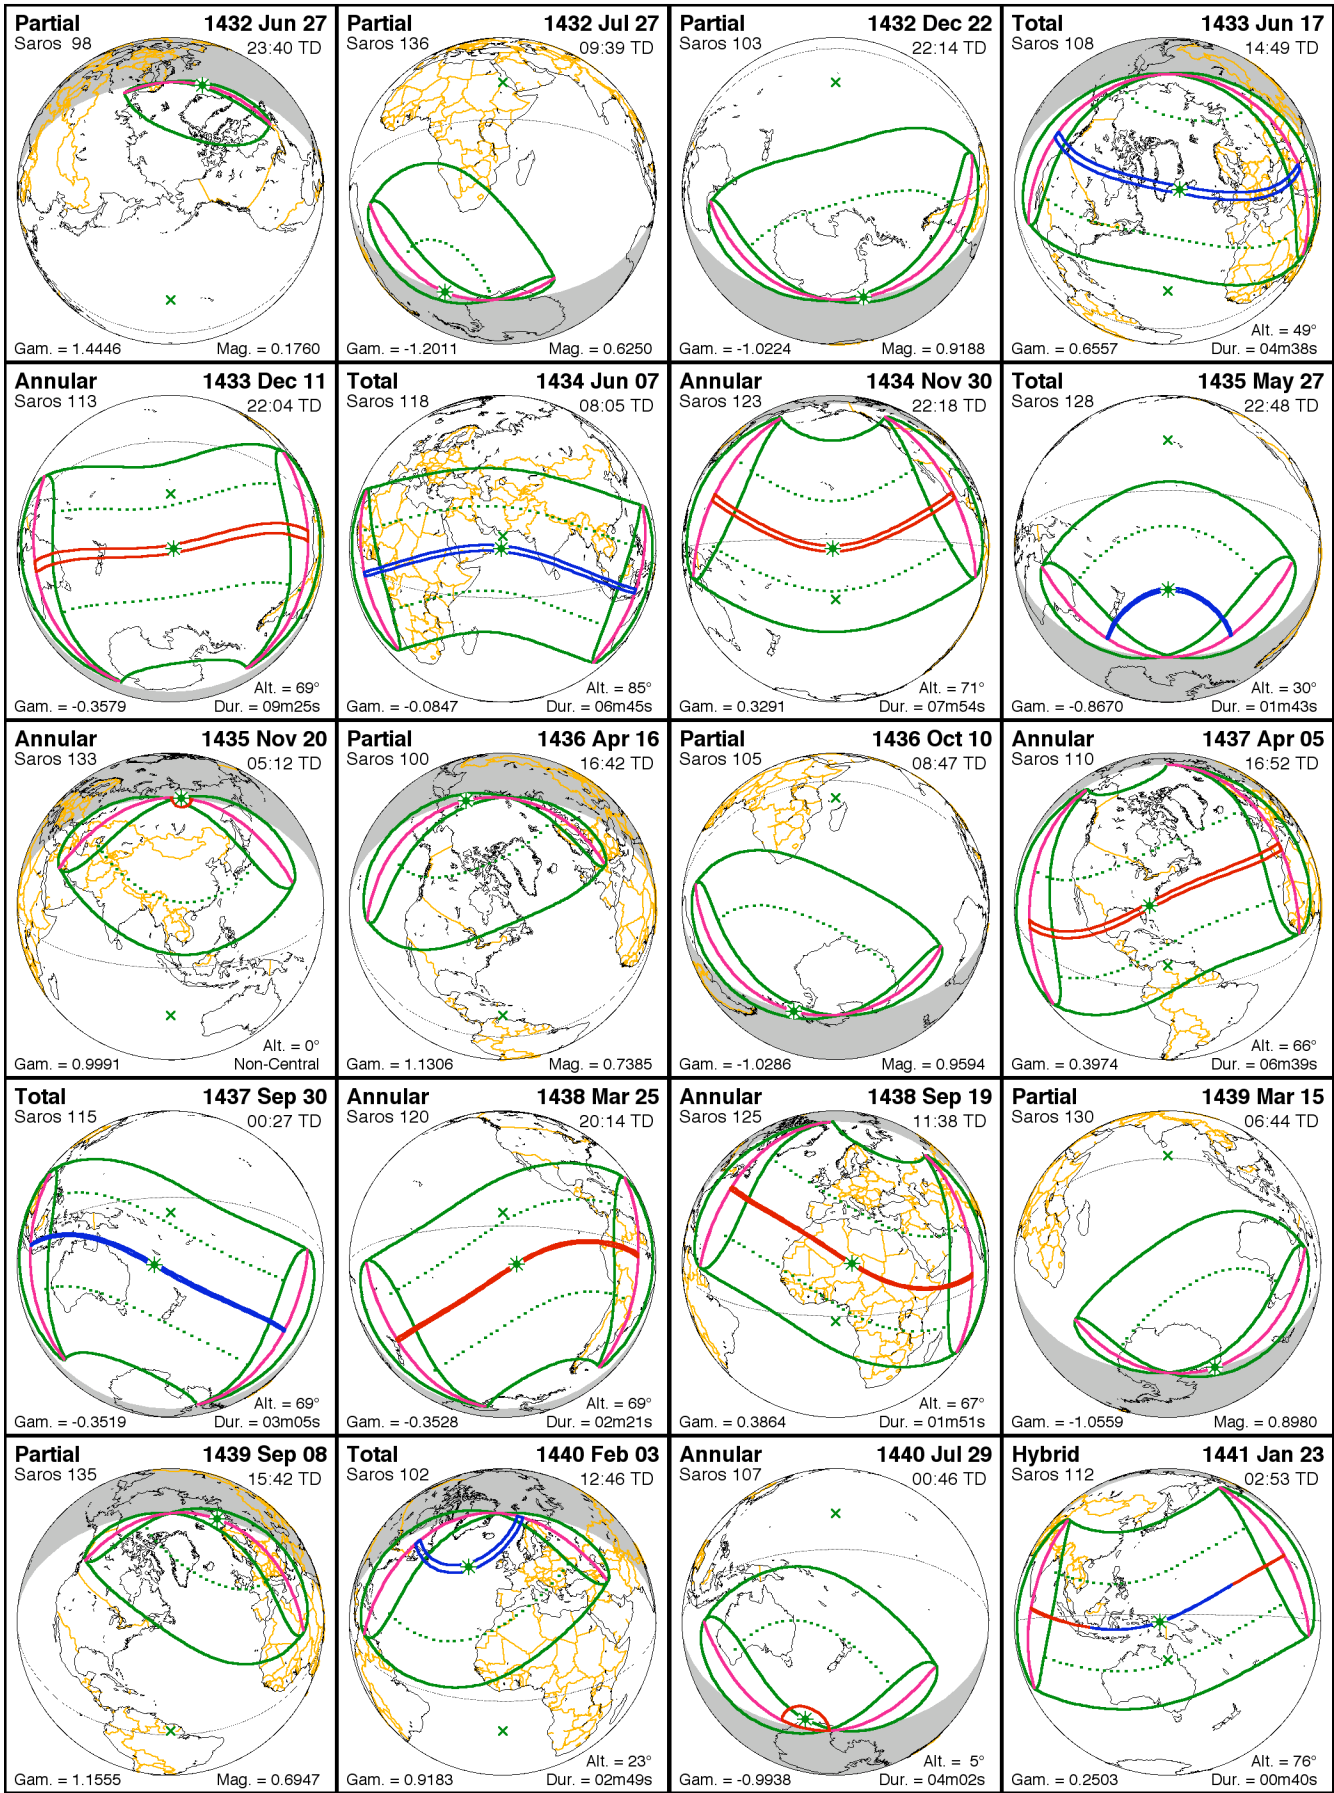 Partial 1432 Jun 27
Saros 98 23:40 TD
Gam. = 1.4446 Mag. = 0.1760
Partial 1432 Jul 27
Saros 136 09:39 TD
Gam. = -1.2011 Mag. = 0.6250
Partial 1432 Dec 22
Saros 103 22:14 TD
Gam. = -1.0224 Mag. = 0.9188
Total 1433 Jun 17
Saros 108 14:49 TD
Alt. = 49°
Gam. = 0.6557 Dur. = 04m38s
Annular 1433 Dec 11
Saros 113 22:04 TD
Alt. = 69°
Gam. = -0.3579 Dur. = 09m25s
Total 1434 Jun 07
Saros 118 08:05 TD
Alt. = 85°
Gam. = -0.0847 Dur. = 06m45s
Annular 1434 Nov 30
Saros 123 22:18 TD
Alt. = 71°
Gam. = 0.3291 Dur. = 07m54s
Total 1435 May 27
Saros 128 22:48 TD
Alt. = 30°
Gam. = -0.8670 Dur. = 01m43s
Annular 1435 Nov 20
Saros 133 05:12 TD
Alt. = 0°
Gam. = 0.9991 Non-Central
Partial 1436 Apr 16
Saros 100 16:42 TD
Gam. = 1.1306 Mag. = 0.7385
Partial 1436 Oct 10
Saros 105 08:47 TD
Gam. = -1.0286 Mag. = 0.9594
Annular 1437 Apr 05
Saros 110 16:52 TD
Alt. = 66°
Gam. = 0.3974 Dur. = 06m39s
Total 1437 Sep 30
Saros 115 00:27 TD
Alt. = 69°
Gam. = -0.3519 Dur. = 03m05s
Annular 1438 Mar 25
Saros 120 20:14 TD
Alt. = 69°
Gam. = -0.3528 Dur. = 02m21s
Annular 1438 Sep 19
Saros 125 11:38 TD
Alt. = 67°
Gam. = 0.3864 Dur. = 01m51s
Partial 1439 Mar 15
Saros 130 06:44 TD
Gam. = -1.0559 Mag. = 0.8980
Partial 1439 Sep 08
Saros 135 15:42 TD
Gam. = 1.1555 Mag. = 0.6947
Total 1440 Feb 03
Saros 102 12:46 TD
Alt. = 23°
Gam. = 0.9183 Dur. = 02m49s
Annular 1440 Jul 29
Saros 107 00:46 TD
Alt. = 5°
Gam. = -0.9938 Dur. = 04m02s
Hybrid 1441 Jan 23
Saros 112 02:53 TD
Alt. = 76°
Gam. = 0.2503 Dur. = 00m40s